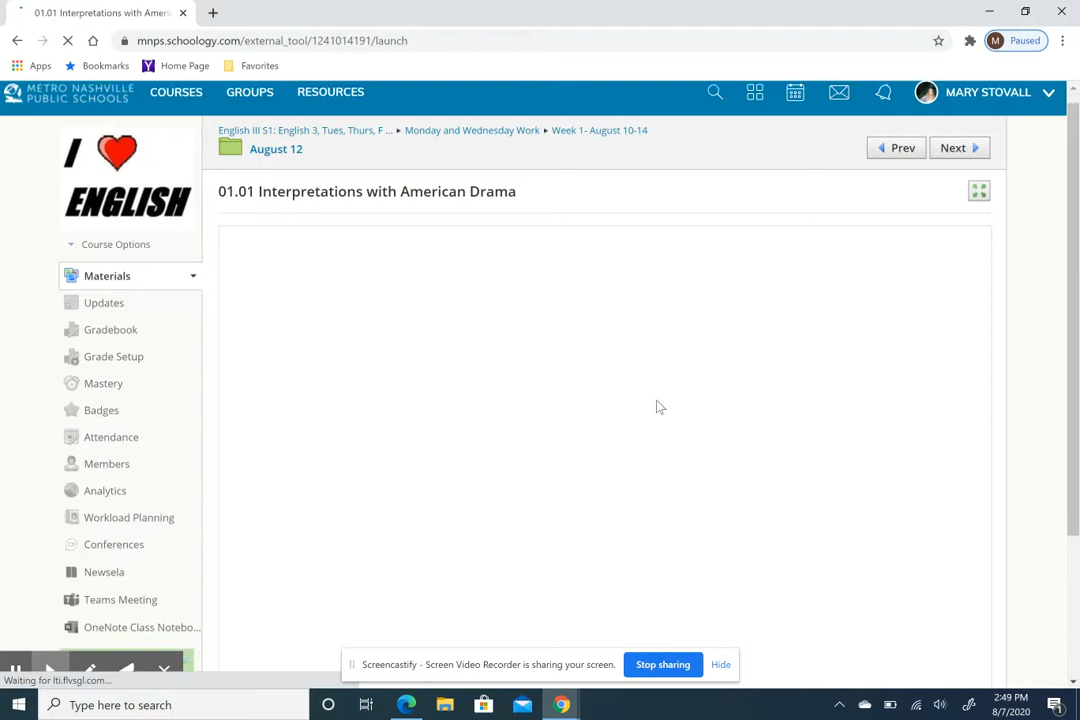 01.01 Interpretations with Ameri
mnps.schoology.com/external_tool/1241014191/launch
M Paused
Apps Bookmarks Home Page Favorites
METRO NASHVILLE
PUBLIC SCHOOLS
COURSES GROUPS RESOURCES MARY STOVALL
I
ENGLISH
English III S1: English 3, Tues, Thurs, F ... Monday and Wednesday Work Week 1- August 10-14
August 12
Prev Next
01.01 Interpretations with American Drama
Course Options
Materials
Updates
Gradebook
Grade Setup
Mastery
Badges
Attendance
Members
Analytics
Workload Planning
Conferences
Newsela
Teams Meeting
OneNote Class Notebo...
Screencastify - Screen Video Recorder is sharing your screen. Stop sharing Hide
Waiting for lti.flvsgl.com...
Type here to search
2:49 PM
8/7/2020
1